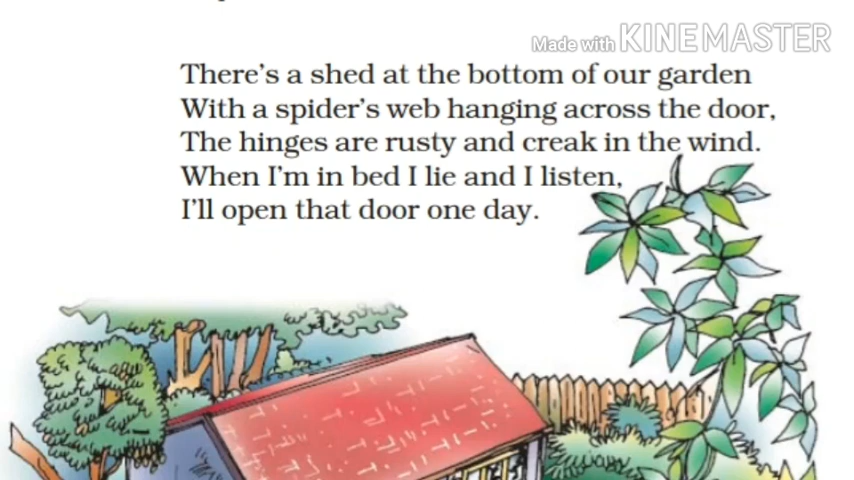 Made with KINEMASTER
There's a shed at the bottom of our garden
With a spider's web hanging across the door,
The hinges are rusty and creak in the wind.
When I'm in bed I lie and I listen,
I'll open that door one day.